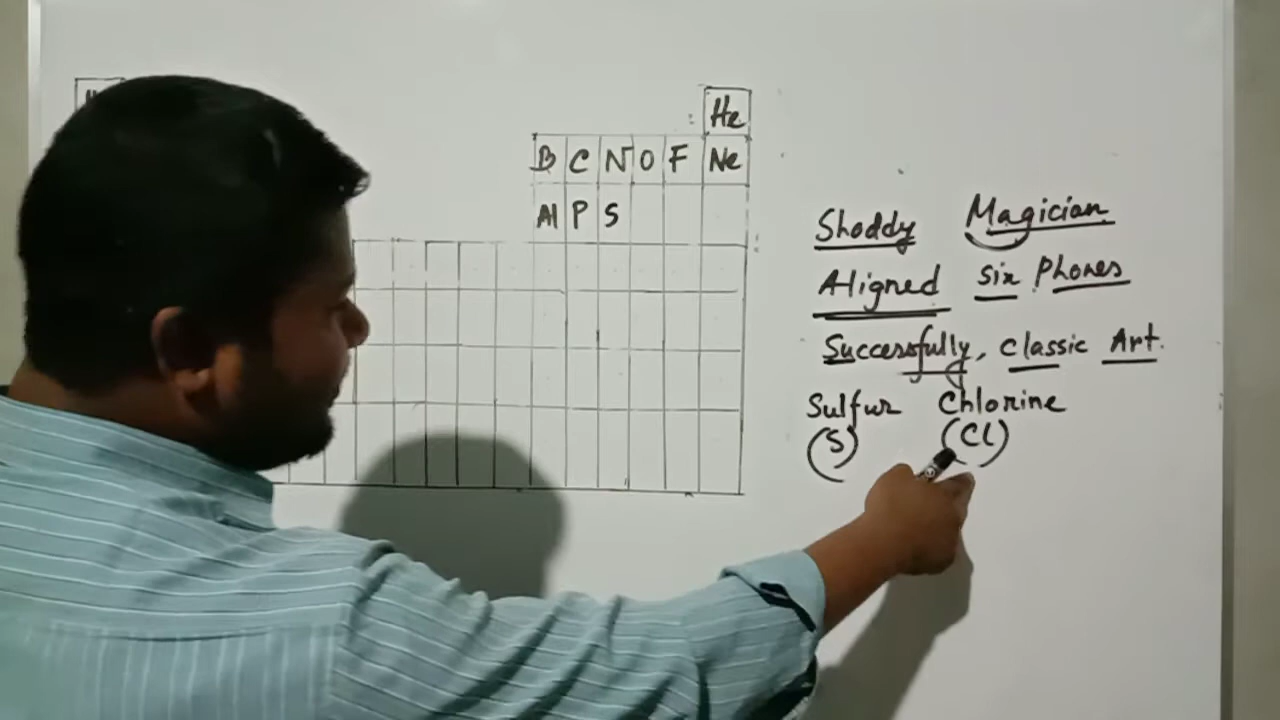 He
B C N O F Ne
Al P S
Shoddy Magician
Aligned six Phones
Successfully, classic Art.
Sulfur Chlorine
(S) (Cl)